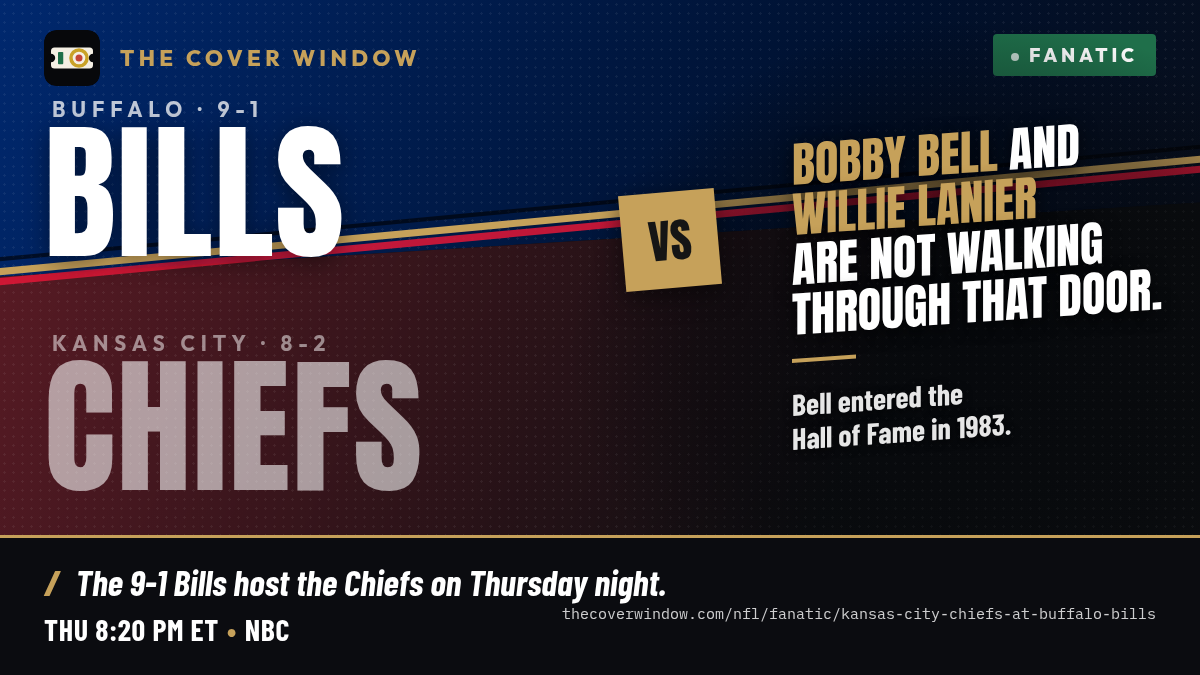 THE COVER WINDOW
FANATIC
BUFFALO · 9-1
BILLS
KANSAS CITY · 8-2
CHIEFS
VS
BOBBY BELL AND
WILLIE LANIER
ARE NOT WALKING
THROUGH THAT DOOR.
Bell entered the
Hall of Fame in 1983.
/ The 9-1 Bills host the Chiefs on Thursday night.
THU 8:20 PM ET • NBC
thecoverwindow.com/nfl/fanatic/kansas-city-chiefs-at-buffalo-bills